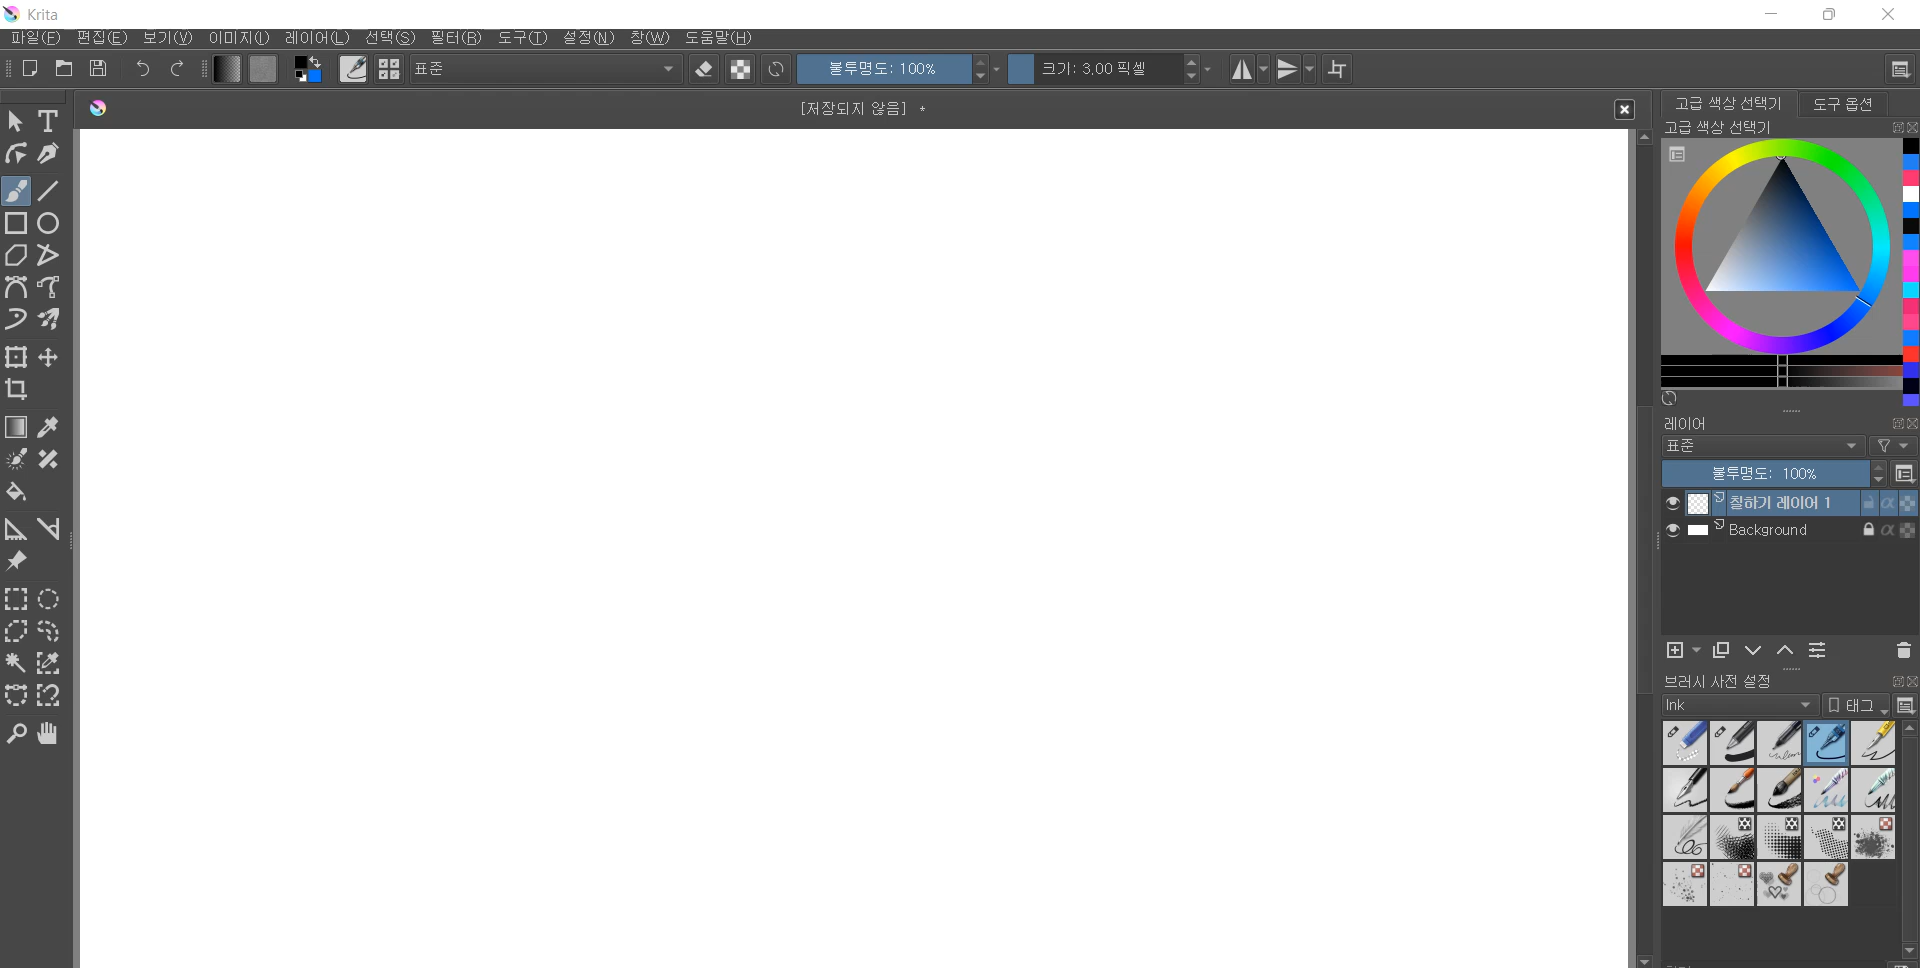 Krita
파일(F) 편집(E) 보기(V) 이미지(I) 레이어(L) 선택(S) 필터(R) 도구(T) 설정(N) 창(W) 도움말(H)
표준 불투명도: 100% 크기: 3.00 픽셀
[저장되지 않음] *
고급 색상 선택기 도구 옵션
고급 색상 선택기
레이어
표준
불투명도: 100%
칠하기 레이어 1
Background
브러시 사전 설정
Ink 태그